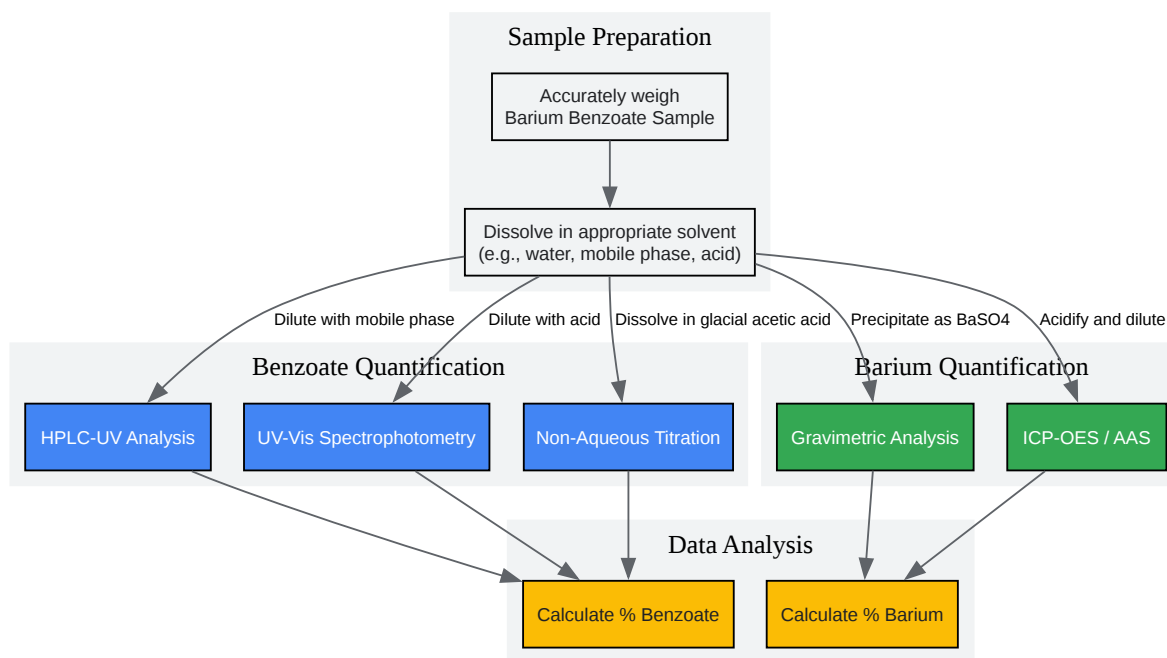 Sample Preparation
Accurately weigh
Barium Benzoate Sample
Dissolve in appropriate solvent
(e.g., water, mobile phase, acid)
Dilute with mobile phase
Dilute with acid
Dissolve in glacial acetic acid
Precipitate as BaSO4
Acidify and dilute
Benzoate Quantification
Barium Quantification
HPLC-UV Analysis
UV-Vis Spectrophotometry
Non-Aqueous Titration
Gravimetric Analysis
ICP-OES / AAS
Data Analysis
Calculate % Benzoate
Calculate % Barium